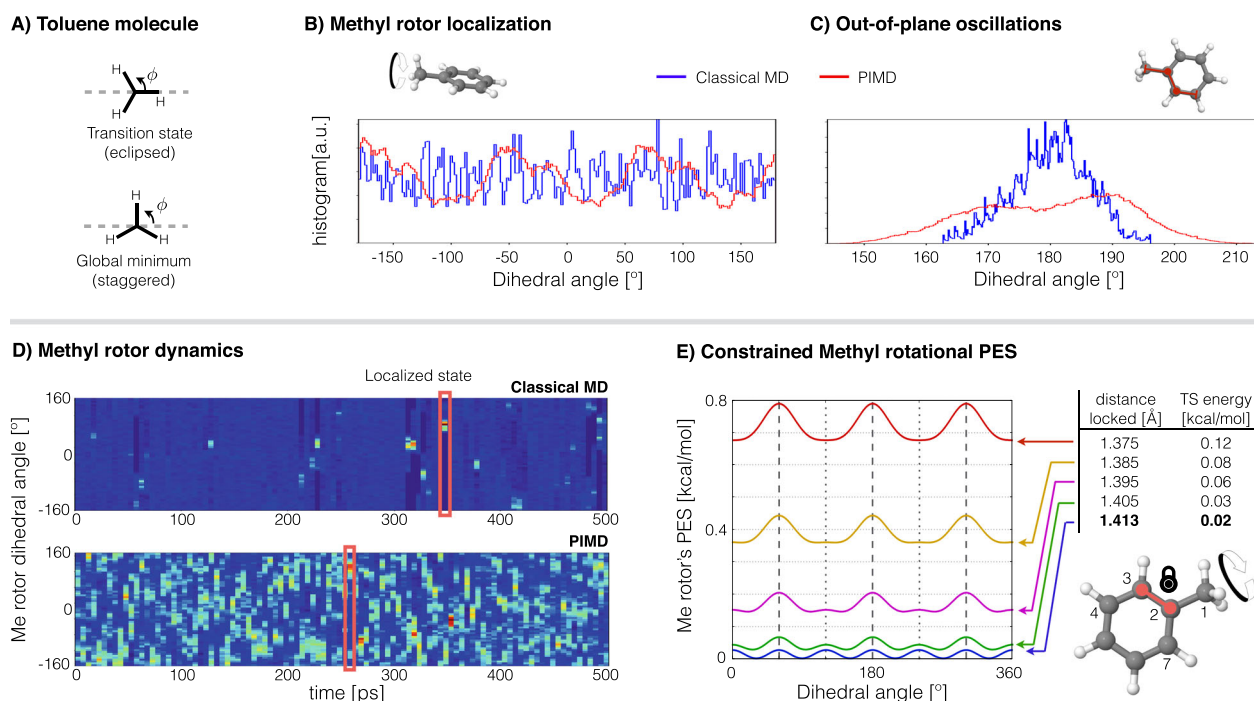 A) Toluene molecule
H
ϕ
H
H
Transition state
(eclipsed)
H
ϕ
H
H
Global minimum
(staggered)
B) Methyl rotor localization
C) Out-of-plane oscillations
Classical MD
PIMD
histogram[a.u.]
-150 -100 -50 0 50 100 150
Dihedral angle [°]
150 160 170 180 190 200 210
Dihedral angle [°]
D) Methyl rotor dynamics
Localized state
Classical MD
Me rotor dihedral angle [°]
160
0
-160
0 100 200 300 400 500
PIMD
160
0
-160
0 100 200 300 400 500
time [ps]
E) Constrained Methyl rotational PES
Me rotor's PES [kcal/mol]
0.8
0.4
0
0 180 360
Dihedral angle [°]
distance TS energy
locked [Å] [kcal/mol]
1.375 0.12
1.385 0.08
1.395 0.06
1.405 0.03
1.413 0.02
3
4
2
1
7